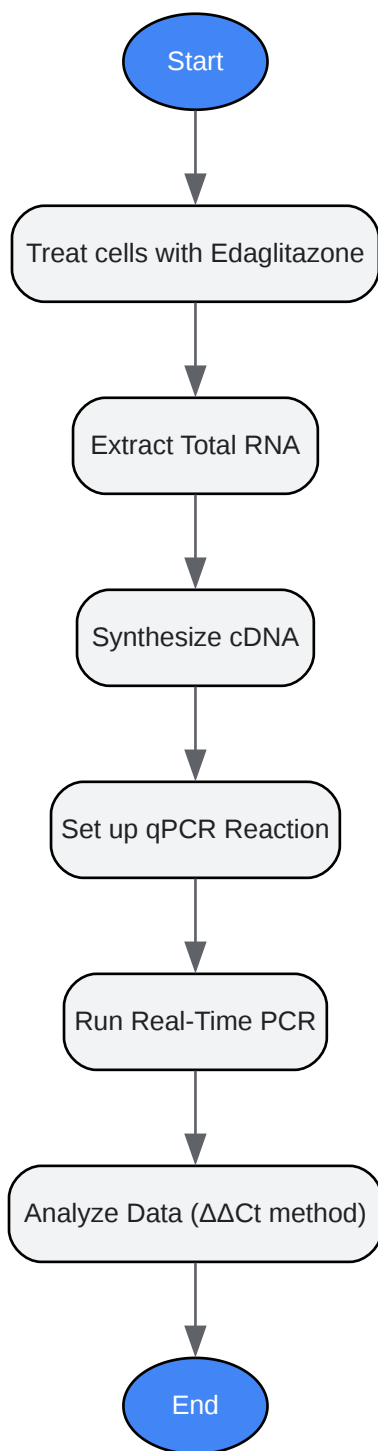 Start
Treat cells with Edaglitazone
Extract Total RNA
Synthesize cDNA
Set up qPCR Reaction
Run Real-Time PCR
Analyze Data (ΔΔCt method)
End